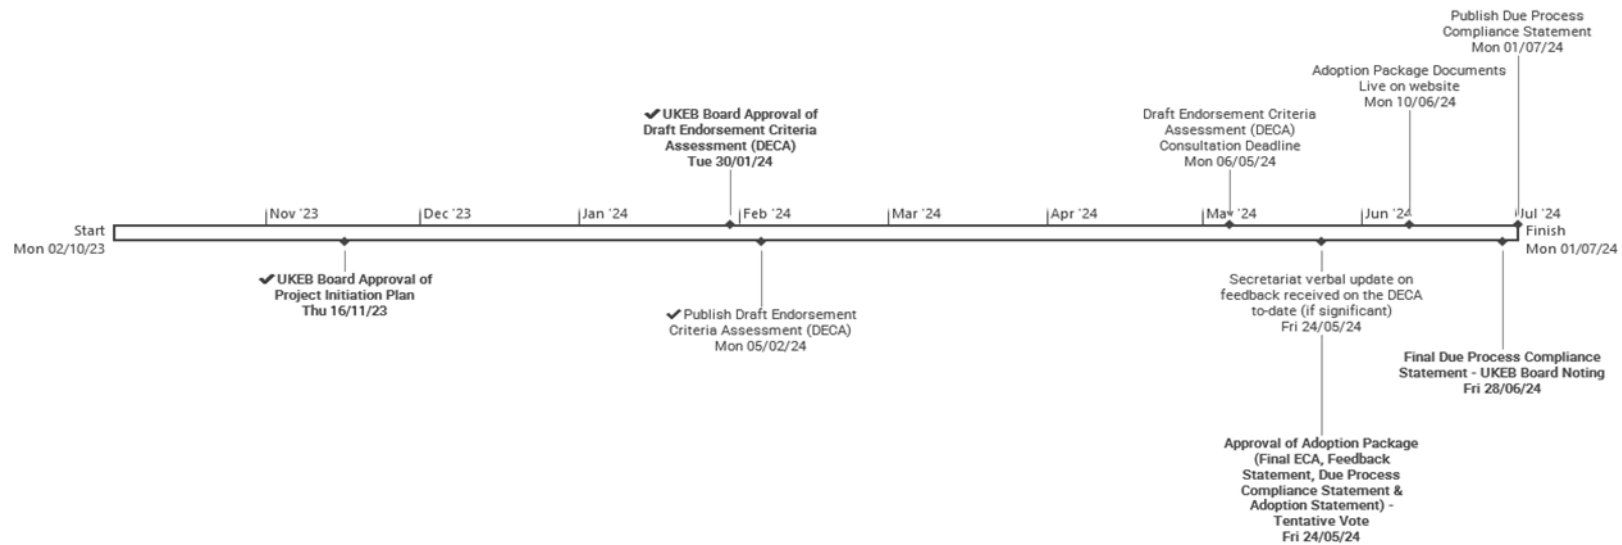 Publish Due Process
Compliance Statement
Mon 01/07/24
Adoption Package Documents
Live on website
Mon 10/06/24
✔UKEB Board Approval of
Draft Endorsement Criteria
Assessment (DECA)
Tue 30/01/24
Draft Endorsement Criteria
Assessment (DECA)
Consultation Deadline
Mon 06/05/24
Start
Mon 02/10/23
Nov '23
Dec '23
Jan '24
Feb '24
Mar '24
Apr '24
May '24
Jun '24
Jul '24
Finish
Mon 01/07/24
✔UKEB Board Approval of
Project Initiation Plan
Thu 16/11/23
✔Publish Draft Endorsement
Criteria Assessment (DECA)
Mon 05/02/24
Secretariat verbal update on
feedback received on the DECA
to-date (if significant)
Fri 24/05/24
Final Due Process Compliance
Statement - UKEB Board Noting
Fri 28/06/24
Approval of Adoption Package
(Final ECA, Feedback
Statement, Due Process
Compliance Statement &
Adoption Statement) -
Tentative Vote
Fri 24/05/24